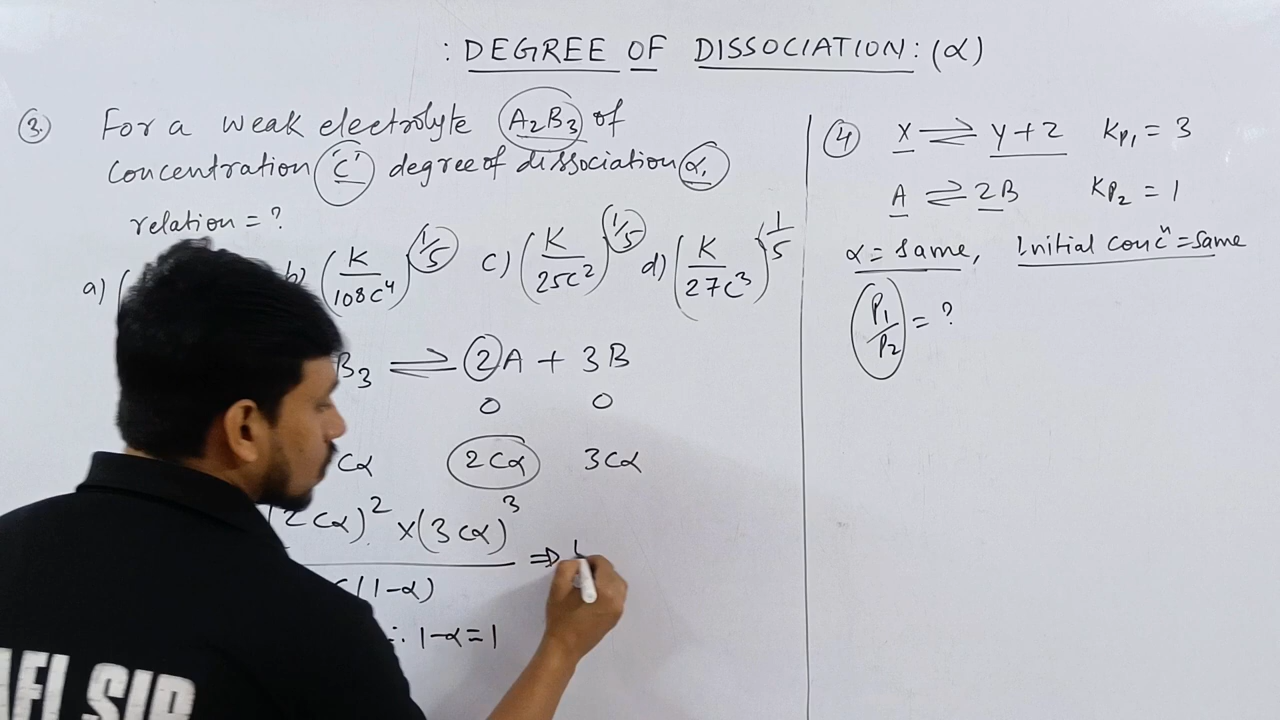 : DEGREE OF DISSOCIATION: (α)
3. For a weak electrolyte A₂B₃ of
concentration 'C' degree of dissociation α,
relation = ?
a) ( b) (K/108C⁴)^1/5 c) (K/25C²)^1/5 d) (K/27C³)^1/5
B₃ ⇌ 2A + 3B
0 0
Cα 2Cα 3Cα
(2Cα)² × (3Cα)³ ⇒
C(1-α)
∴ 1-α = 1
4 X ⇌ Y + Z Kp₁ = 3
A ⇌ 2B Kp₂ = 1
α = same, Initial concⁿ = same
P₁/P₂ = ?
AFI SIR